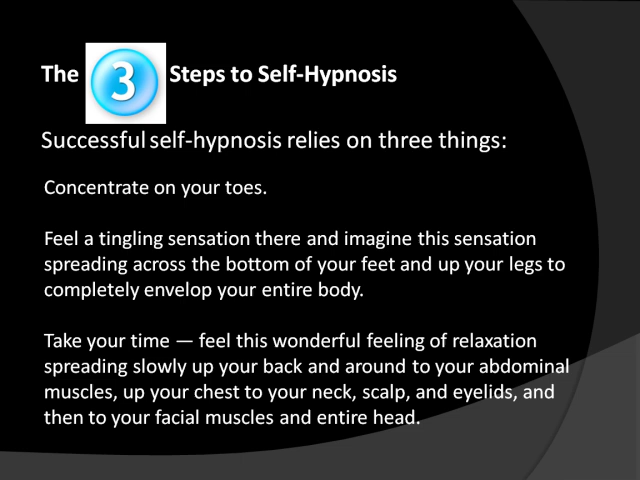 The 3 Steps to Self-Hypnosis
Successful self-hypnosis relies on three things:
Concentrate on your toes.
Feel a tingling sensation there and imagine this sensation
spreading across the bottom of your feet and up your legs to
completely envelop your entire body.
Take your time — feel this wonderful feeling of relaxation
spreading slowly up your back and around to your abdominal
muscles, up your chest to your neck, scalp, and eyelids, and
then to your facial muscles and entire head.